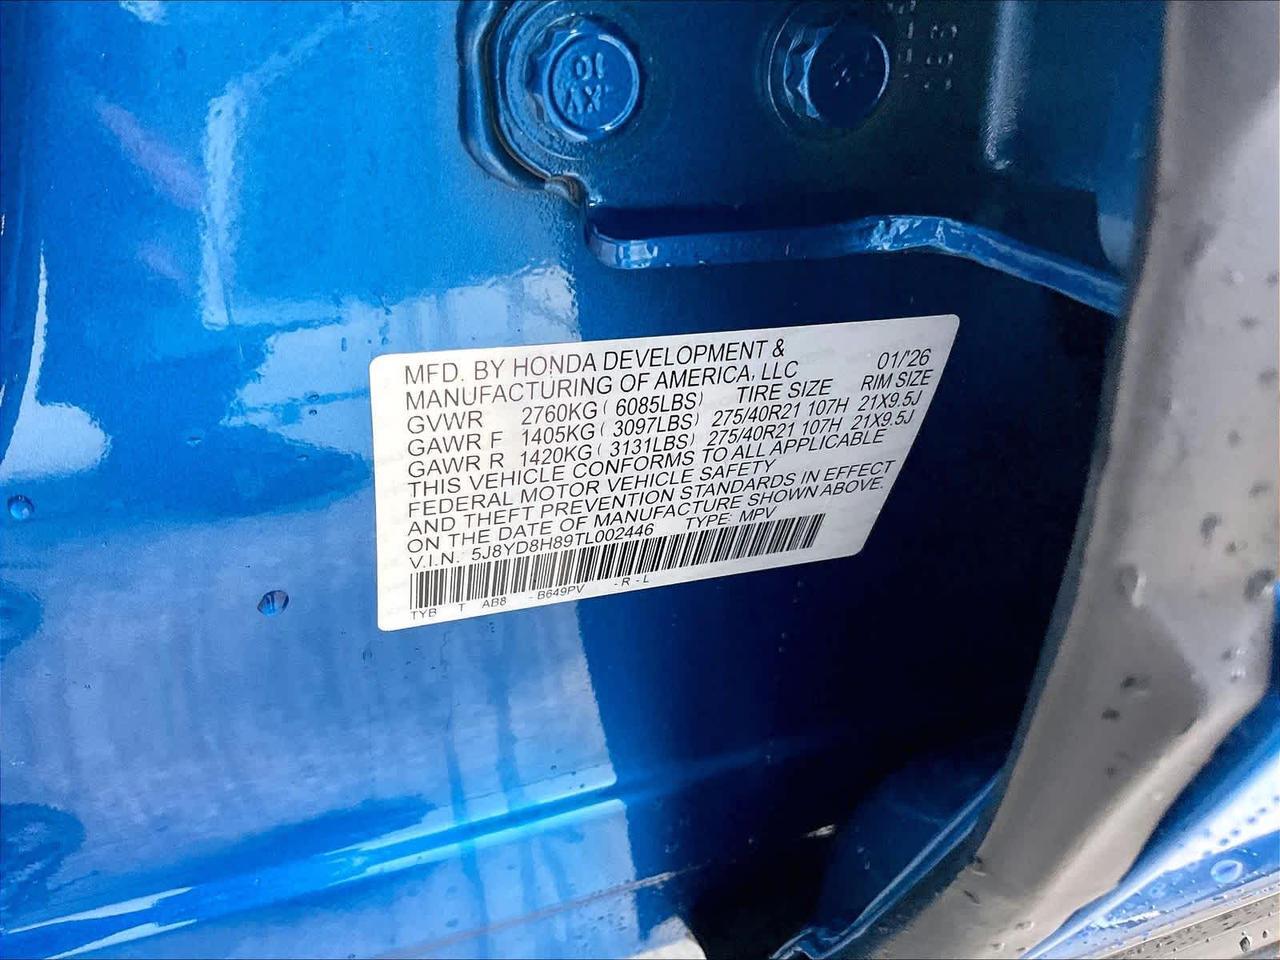 MFD. BY HONDA DEVELOPMENT & 01/'26
MANUFACTURING OF AMERICA, LLC
GVWR 2760KG ( 6085LBS) TIRE SIZE RIM SIZE
GAWR F 1405KG ( 3097LBS) 275/40R21 107H 21X9.5J
GAWR R 1420KG ( 3131LBS) 275/40R21 107H 21X9.5J
THIS VEHICLE CONFORMS TO ALL APPLICABLE
FEDERAL MOTOR VEHICLE SAFETY
AND THEFT PREVENTION STANDARDS IN EFFECT
ON THE DATE OF MANUFACTURE SHOWN ABOVE.
V.I.N. 5J8YD8H89TL002446 TYPE: MPV
TYB T AB8 - B649PV - R - L